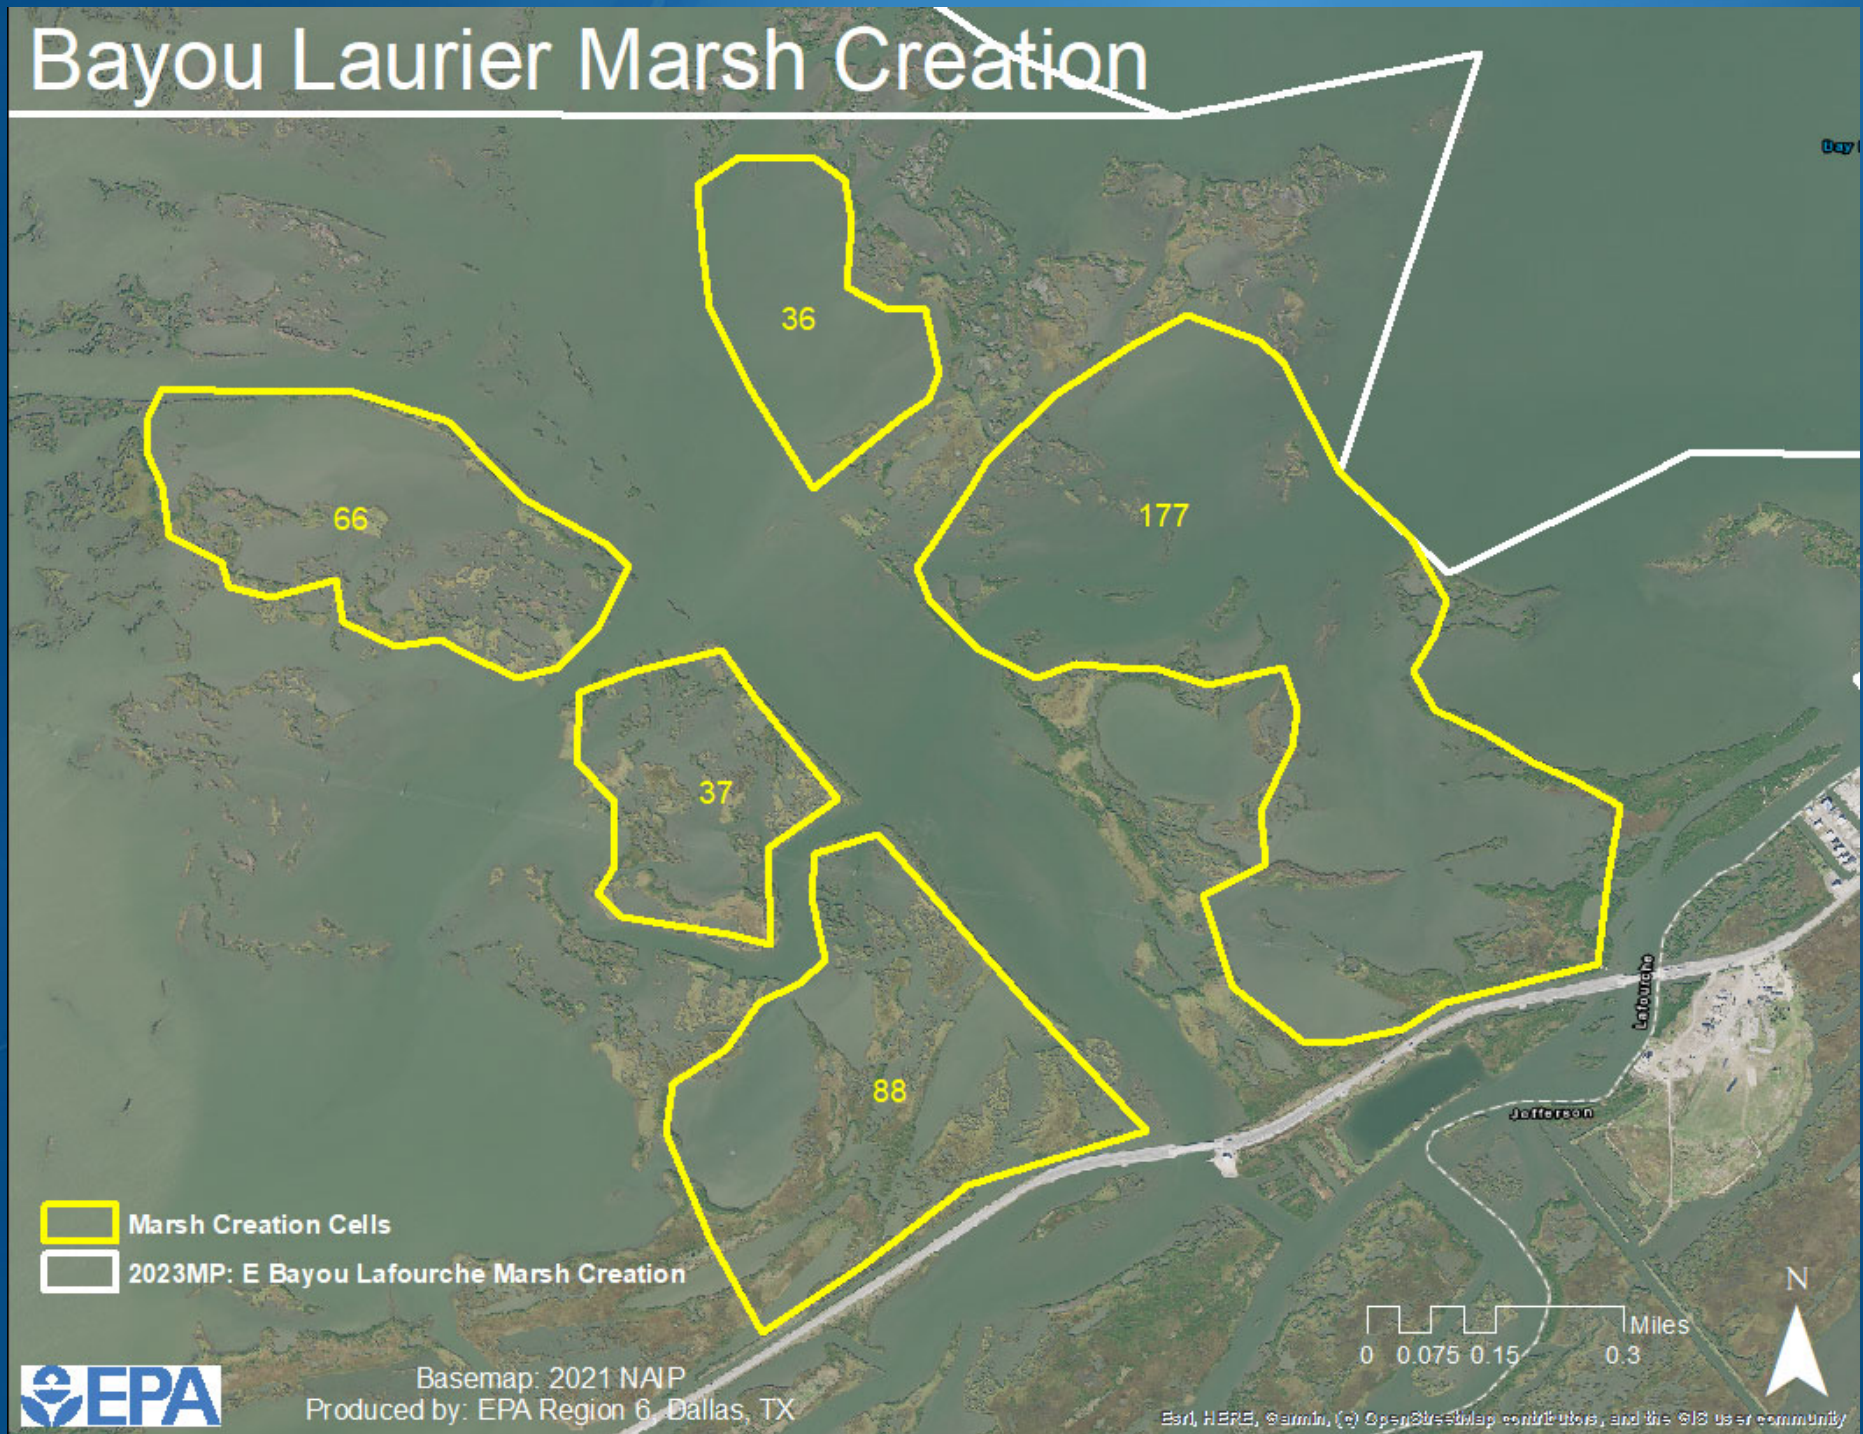 Bayou Laurier Marsh Creation
Bay
36
66
177
37
88
Lafourche
Jefferson
Marsh Creation Cells
2023MP: E Bayou Lafourche Marsh Creation
N
Miles
0 0.075 0.15 0.3
EPA
Basemap: 2021 NAIP
Produced by: EPA Region 6, Dallas, TX
Esri, HERE, Garmin, (c) OpenStreetMap contributors, and the GIS user community